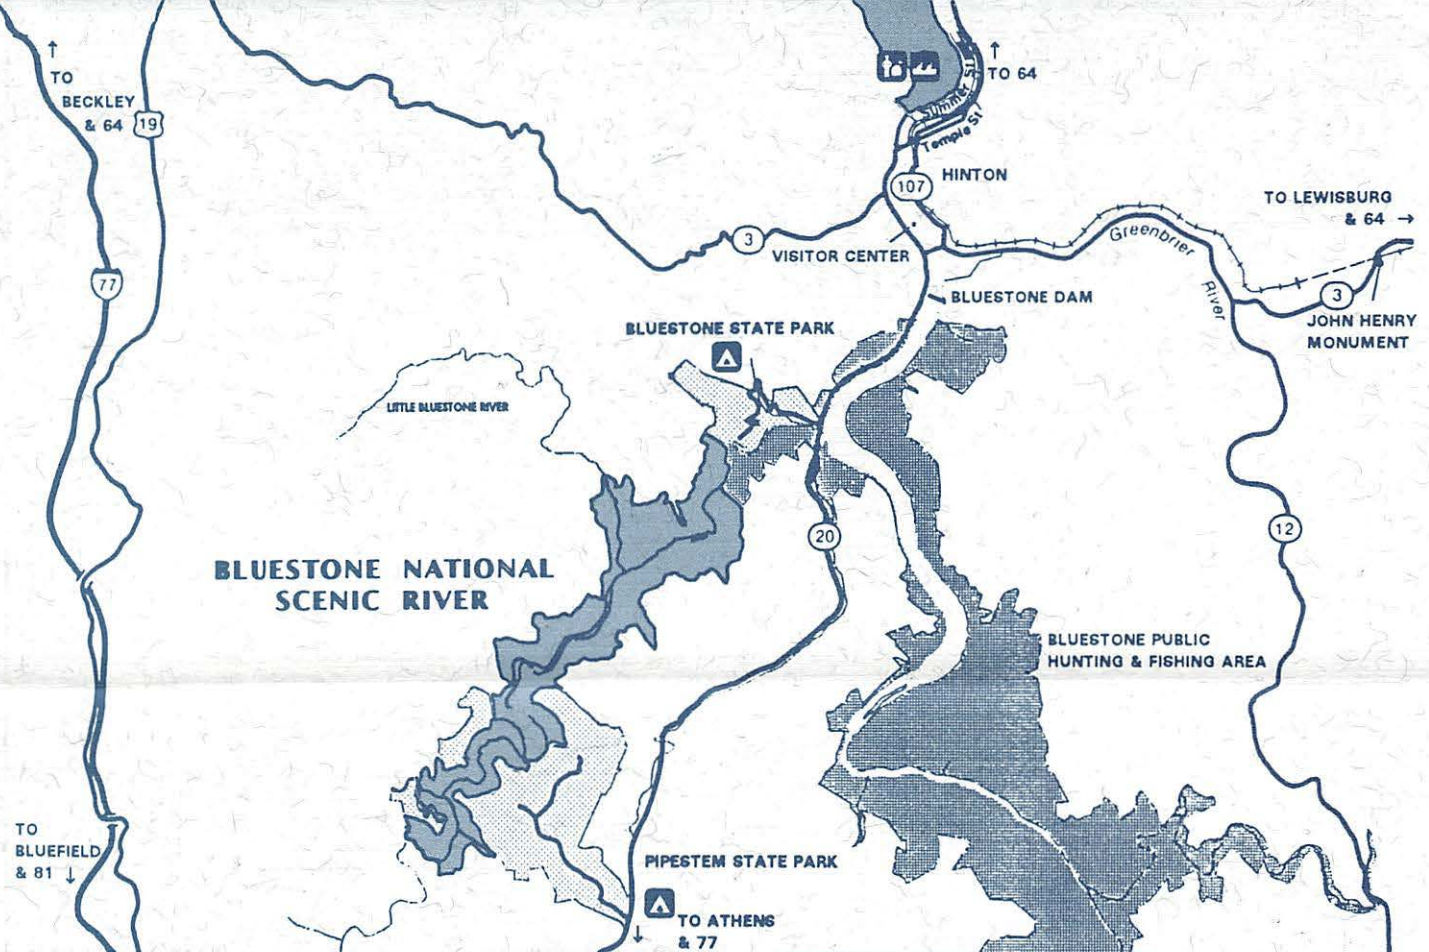 ↑
TO
BECKLEY
& 64
19
↑
TO 64
Summer St
Temple St
107
HINTON
TO LEWISBURG
& 64 →
3
VISITOR CENTER
Greenbrier
River
77
BLUESTONE DAM
3
JOHN HENRY
MONUMENT
BLUESTONE STATE PARK
LITTLE BLUESTONE RIVER
20
12
BLUESTONE NATIONAL
SCENIC RIVER
BLUESTONE PUBLIC
HUNTING & FISHING AREA
TO
BLUEFIELD
& 81 ↓
PIPESTEM STATE PARK
TO ATHENS
↓ & 77